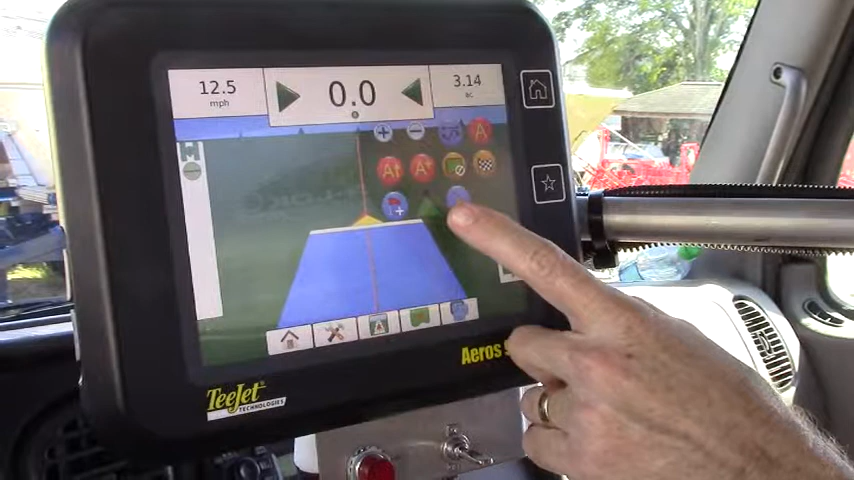 12.5
mph
0.0
3.14
ac
A
A+
TeeJet®
TECHNOLOGIES
Aeros